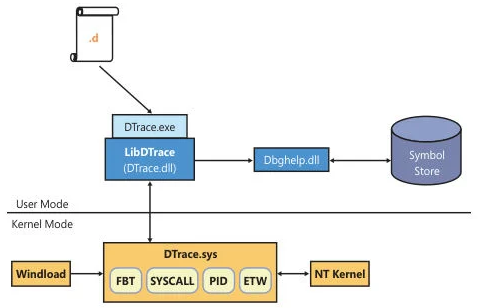 .d
DTrace.exe
LibDTrace
(DTrace.dll)
Dbghelp.dll
Symbol
Store
User Mode
Kernel Mode
DTrace.sys
Windload
FBT
SYSCALL
PID
ETW
NT Kernel